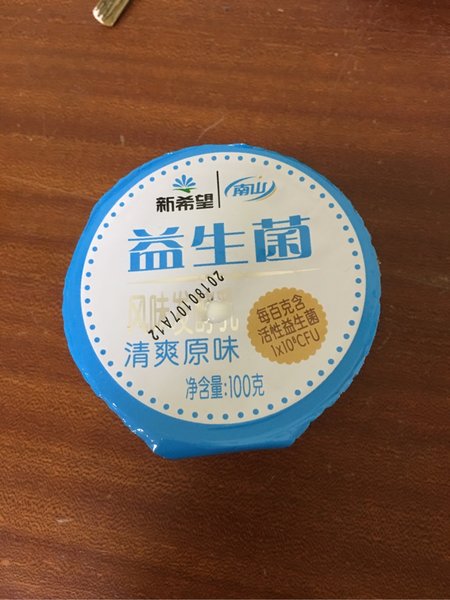 新希望 南山
益生菌
风味发酵乳
20180107A12
每百克含
活性益生菌
1x10⁸CFU
清爽原味
净含量:100克